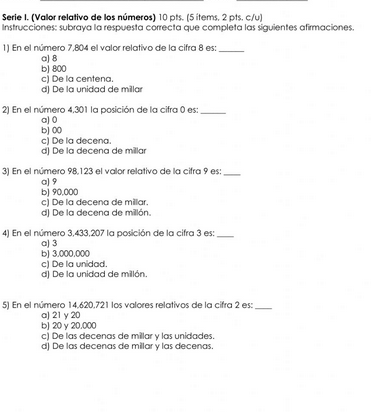 Serie I. (Valor relativo de los números) 10 pts. (5 ítems, 2 pts. c/u)
Instrucciones: subraya la respuesta correcta que completa las siguientes afirmaciones.
1) En el número 7,804 el valor relativo de la cifra 8 es: ______
a) 8
b) 800
c) De la centena.
d) De la unidad de millar
2) En el número 4,301 la posición de la cifra 0 es: ______
a) 0
b) 00
c) De la decena.
d) De la decena de millar
3) En el número 98,123 el valor relativo de la cifra 9 es: ____
a) 9
b) 90,000
c) De la decena de millar.
d) De la decena de millón.
4) En el número 3,433,207 la posición de la cifra 3 es: ____
a) 3
b) 3,000,000
c) De la unidad.
d) De la unidad de millón.
5) En el número 14,620,721 los valores relativos de la cifra 2 es: ____
a) 21 y 20
b) 20 y 20,000
c) De las decenas de millar y las unidades.
d) De las decenas de millar y las decenas.